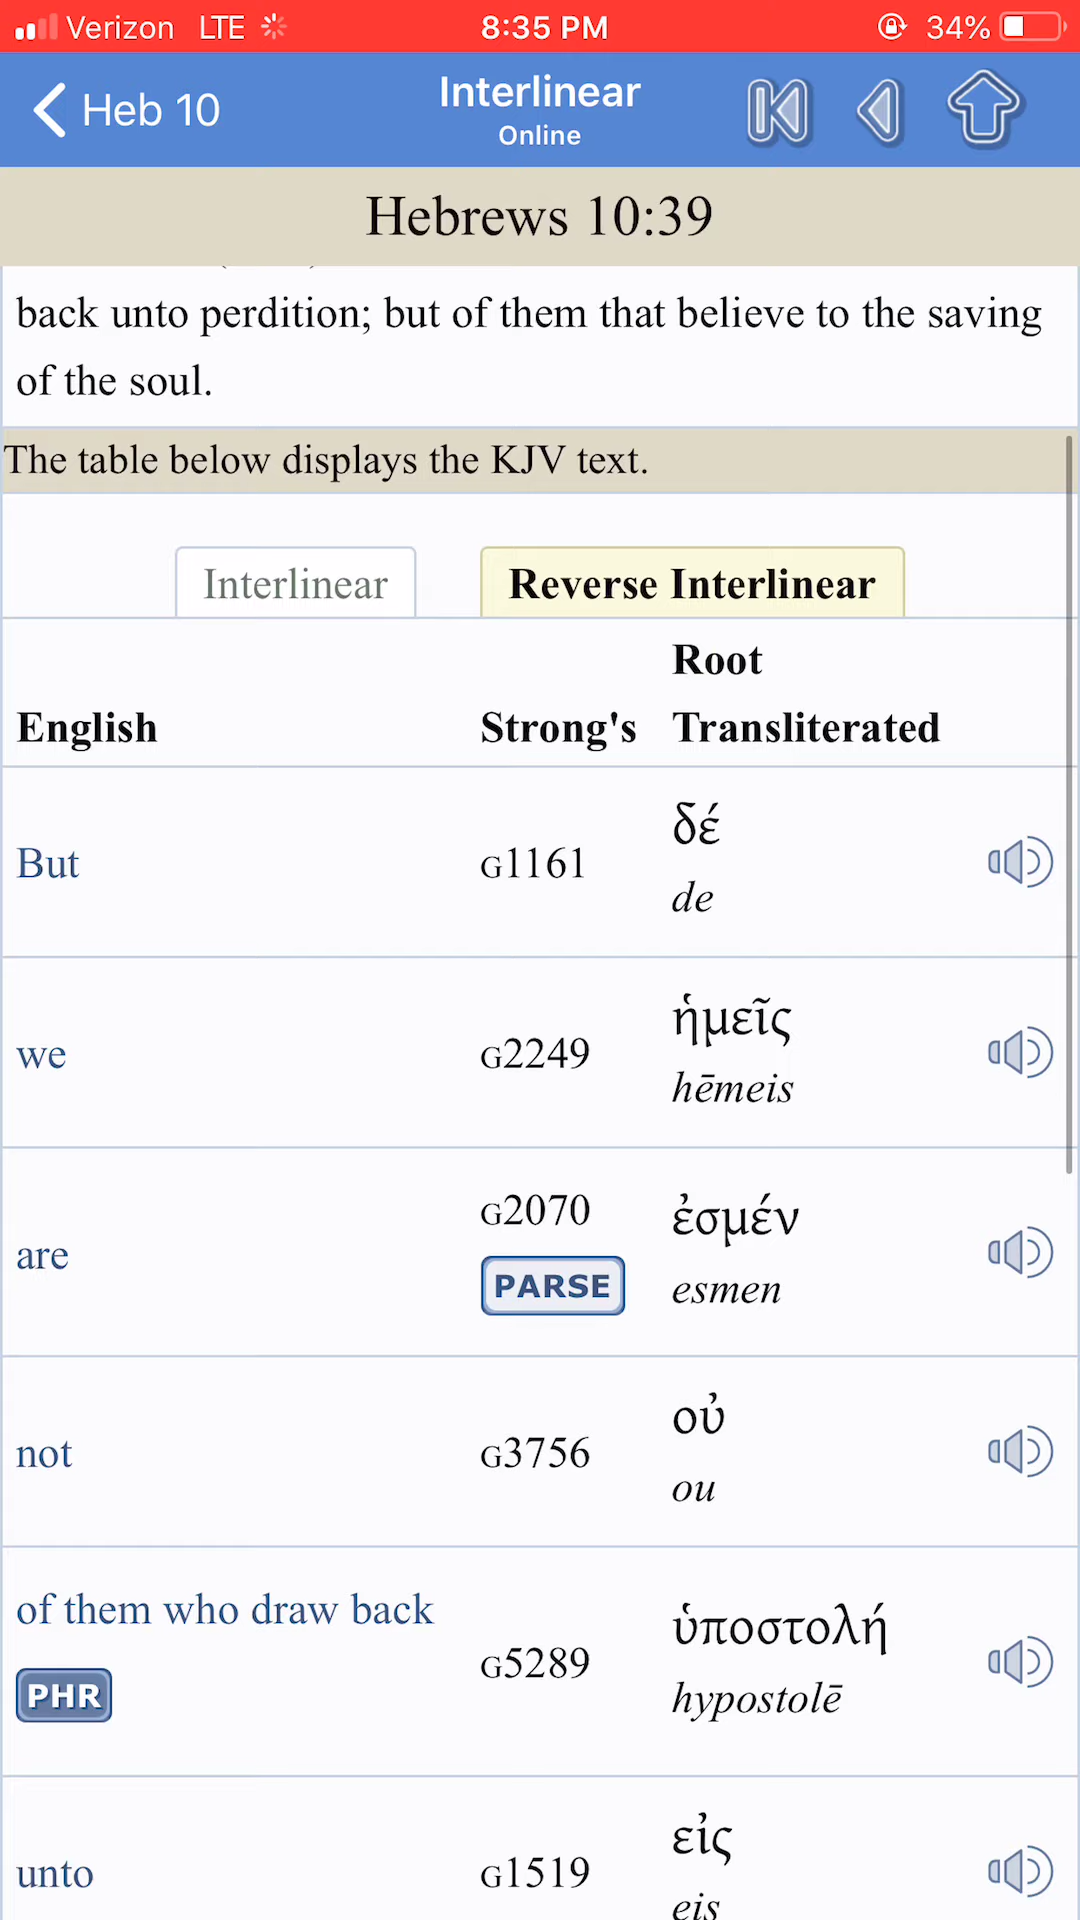 Verizon LTE 8:35 PM 34%
Heb 10 Interlinear
Online
Hebrews 10:39
back unto perdition; but of them that believe to the saving
of the soul.
The table below displays the KJV text.
Interlinear Reverse Interlinear
English Strong's Root Transliterated
But G1161 δέ
de
we G2249 ἡμεῖς
hēmeis
are G2070 ἐσμέν
PARSE esmen
not G3756 οὐ
ou
of them who draw back G5289 ὑποστολή
PHR hypostolē
unto G1519 εἰς
eis